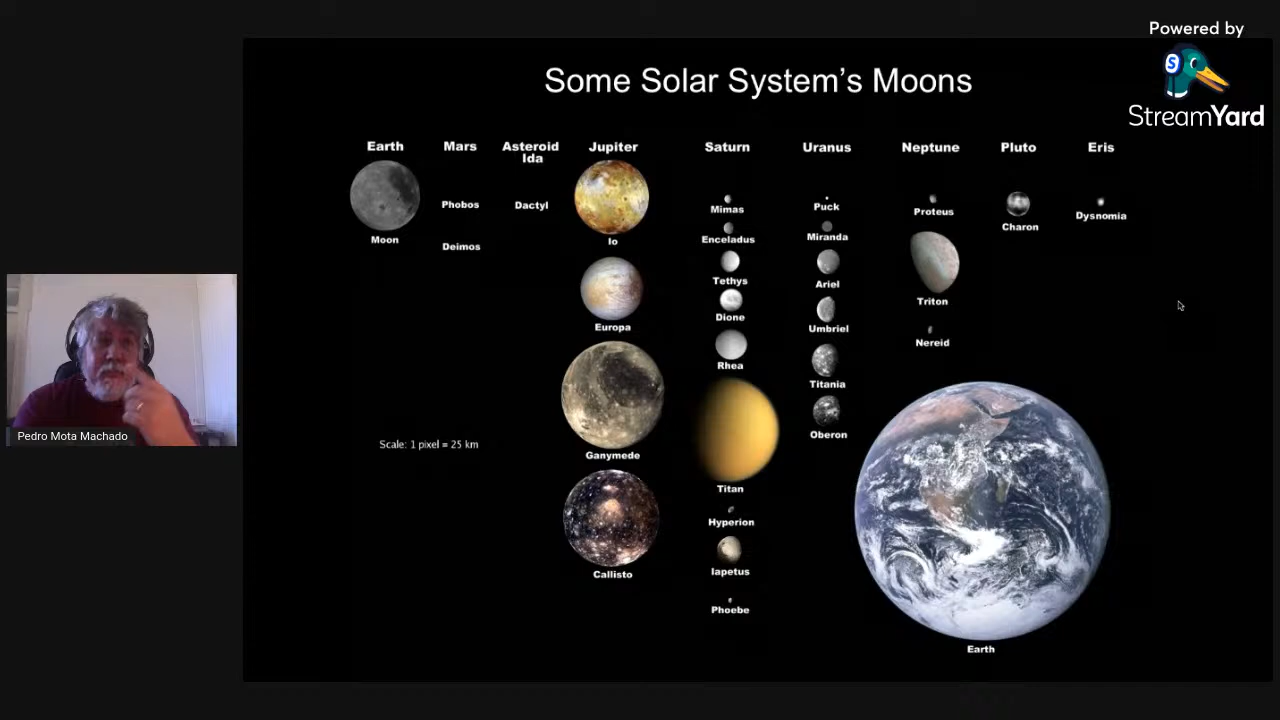 Powered by
StreamYard
Some Solar System's Moons
Earth
Mars
Asteroid
Ida
Jupiter
Saturn
Uranus
Neptune
Pluto
Eris
Moon
Phobos
Deimos
Dactyl
Io
Europa
Ganymede
Callisto
Mimas
Enceladus
Tethys
Dione
Rhea
Titan
Hyperion
Iapetus
Phoebe
Puck
Miranda
Ariel
Umbriel
Titania
Oberon
Proteus
Triton
Nereid
Charon
Dysnomia
Scale: 1 pixel = 25 km
Earth
Pedro Mota Machado